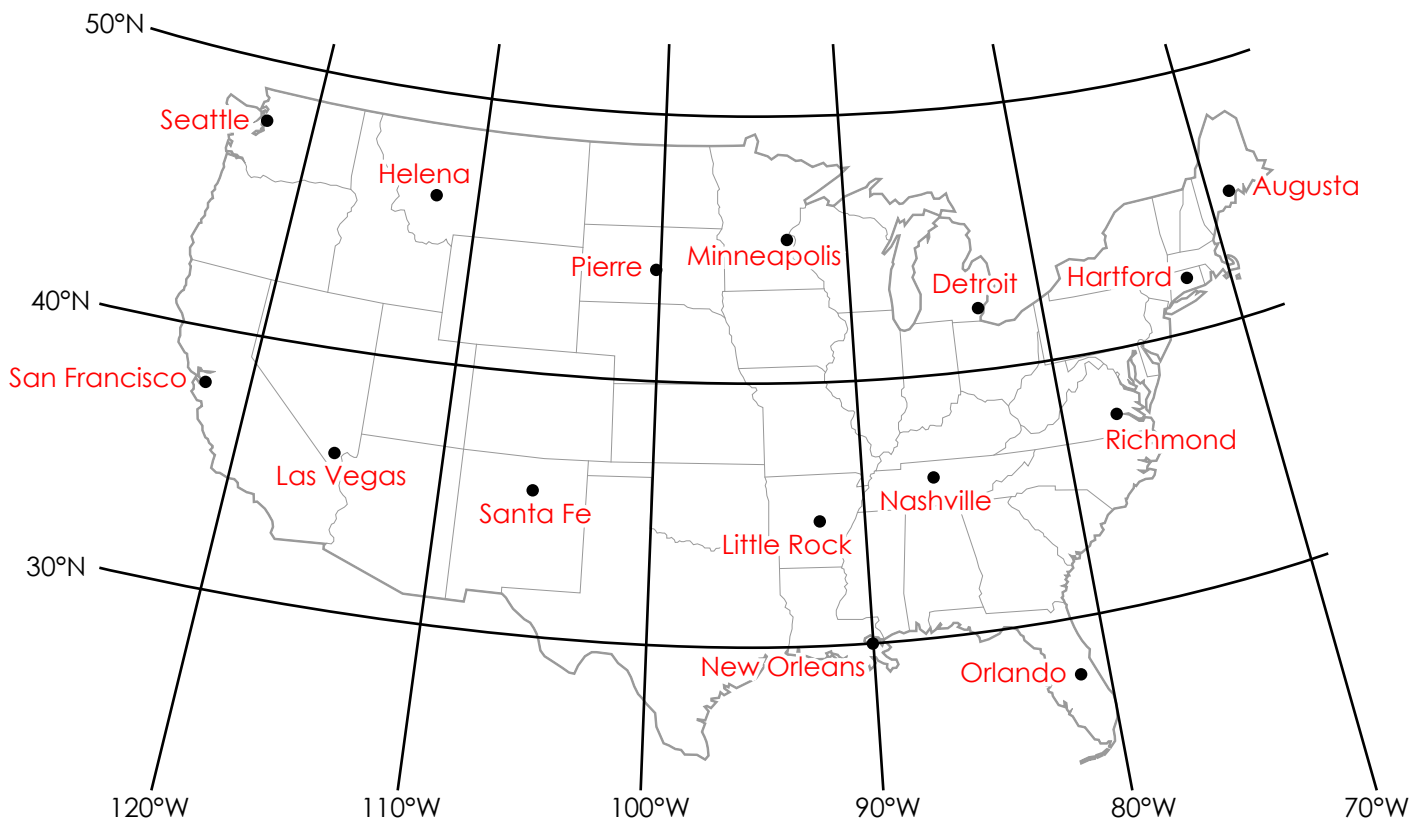 50°N
Seattle
Helena
Augusta
Minneapolis
Pierre
Hartford
Detroit
40°N
San Francisco
Richmond
Las Vegas
Nashville
Santa Fe
Little Rock
30°N
New Orleans
Orlando
120°W 110°W 100°W 90°W 80°W 70°W